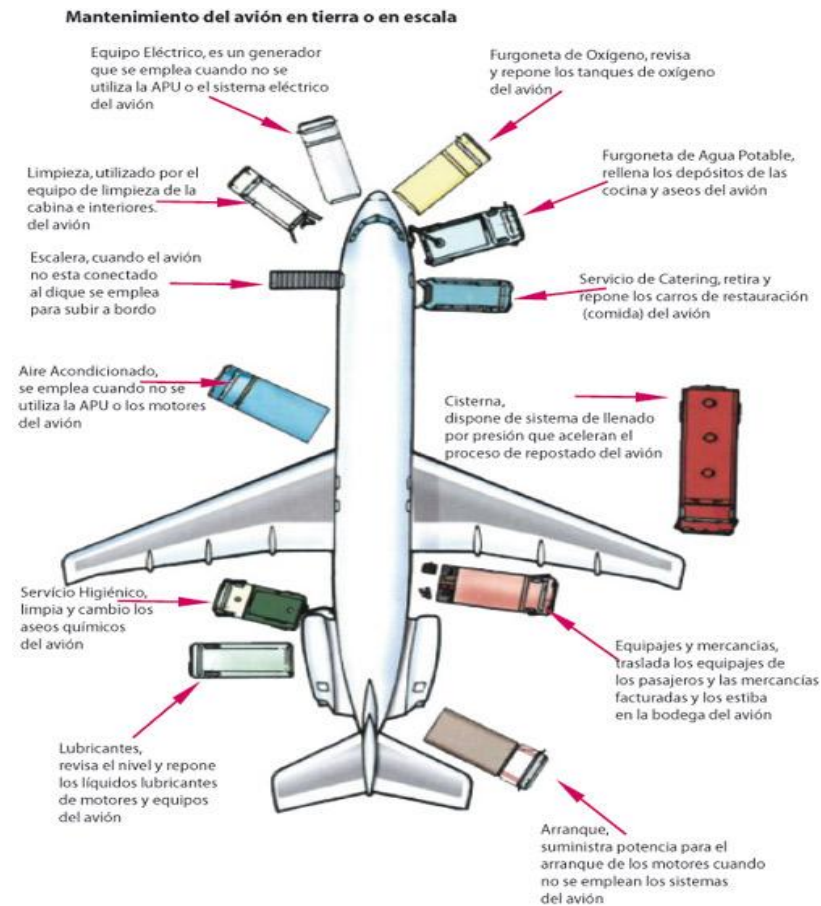 Mantenimiento del avión en tierra o en escala
Equipo Eléctrico, es un generador
que se emplea cuando no se
utiliza la APU o el sistema eléctrico
del avión
Furgoneta de Oxígeno, revisa
y repone los tanques de oxígeno
del avión
Limpieza, utilizado por el
equipo de limpieza de la
cabina e interiores.
del avión
Furgoneta de Agua Potable,
rellena los depósitos de las
cocina y aseos del avión
Escalera, cuando el avión
no esta conectado
al dique se emplea
para subir a bordo
Servicio de Catering, retira y
repone los carros de restauración
(comida) del avión
Aire Acondicionado,
se emplea cuando no se
utiliza la APU o los motores
del avión
Cisterna,
dispone de sistema de llenado
por presión que aceleran el
proceso de repostado del avión
Servício Higiénico,
limpia y cambio los
aseos químicos
del avión
Equipajes y mercancias,
traslada los equipajes de
los pasajeros y las mercancías
facturadas y los estiba
en la bodega del avión
Lubricantes,
revisa el nivel y repone
los líquidos lubricantes
de motores y equipos
del avión
Arranque,
suministra potencia para el
arranque de los motores cuando
no se emplean los sistemas
del avión